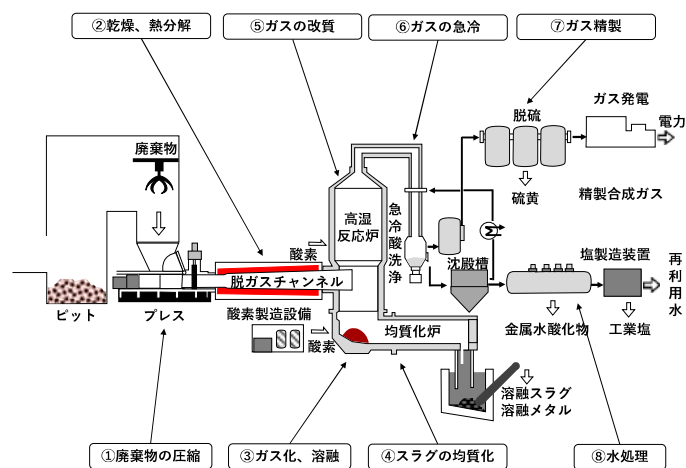 ②乾燥、熱分解
⑤ガスの改質
⑥ガスの急冷
⑦ガス精製
ガス発電
脱硫
電力
廃棄物
硫黄
精製合成ガス
高湿
反応炉
急冷酸洗浄
酸素
沈殿槽
塩製造装置
再利用水
脱ガスチャンネル
ピット
プレス
酸素製造設備
酸素
均質化炉
金属水酸化物
工業塩
溶融スラグ
溶融メタル
①廃棄物の圧縮
③ガス化、溶融
④スラグの均質化
⑧水処理